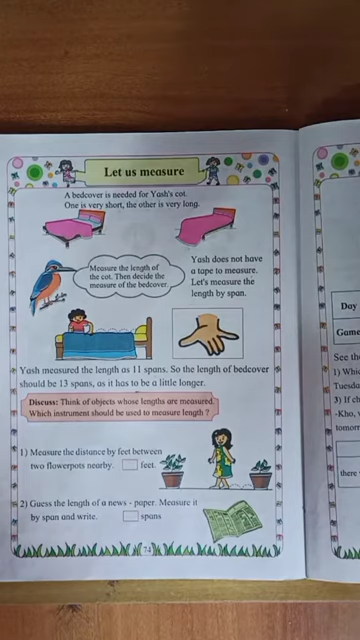 Let us measure
A bedcover is needed for Yash's cot.
One is very short, the other is very long.
Measure the length of
the cot. Then decide the
measure of the bedcover.
Yash does not have
a tape to measure.
Let's measure the
length by span.
Yash measured the length as 11 spans. So the length of bedcover
should be 13 spans, as it has to be a little longer.
Discuss: Think of objects whose lengths are measured.
Which instrument should be used to measure length ?
1) Measure the distance by feet between
two flowerpots nearby. feet.
2) Guess the length of a news - paper. Measure it
by span and write. spans
74
Day
Game
See the
1) Whic
Tuesda
3) If ch
-Kho,
tomorr
there